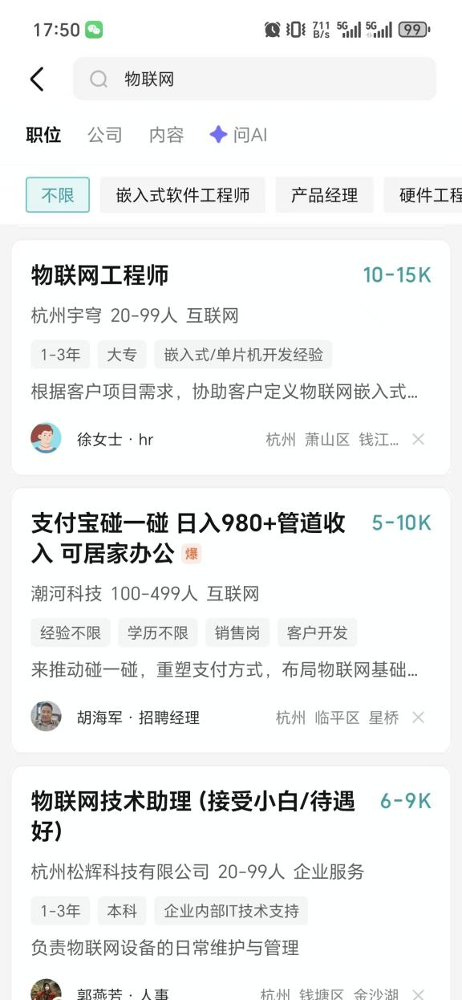 17:50
711 B/s 5G 5G 99
物联网
职位 公司 内容 问AI
不限 嵌入式软件工程师 产品经理 硬件工程
物联网工程师 10-15K
杭州宇穹 20-99人 互联网
1-3年 大专 嵌入式/单片机开发经验
根据客户项目需求，协助客户定义物联网嵌入式...
徐女士 · hr 杭州 萧山区 钱江...
支付宝碰一碰 日入980+管道收 5-10K
入 可居家办公 爆
潮河科技 100-499人 互联网
经验不限 学历不限 销售岗 客户开发
来推动碰一碰，重塑支付方式，布局物联网基础...
胡海军 · 招聘经理 杭州 临平区 星桥
物联网技术助理 (接受小白/待遇 6-9K
好)
杭州松辉科技有限公司 20-99人 企业服务
1-3年 本科 企业内部IT技术支持
负责物联网设备的日常维护与管理
郭燕芳 · 人事 杭州 钱塘区 金沙湖